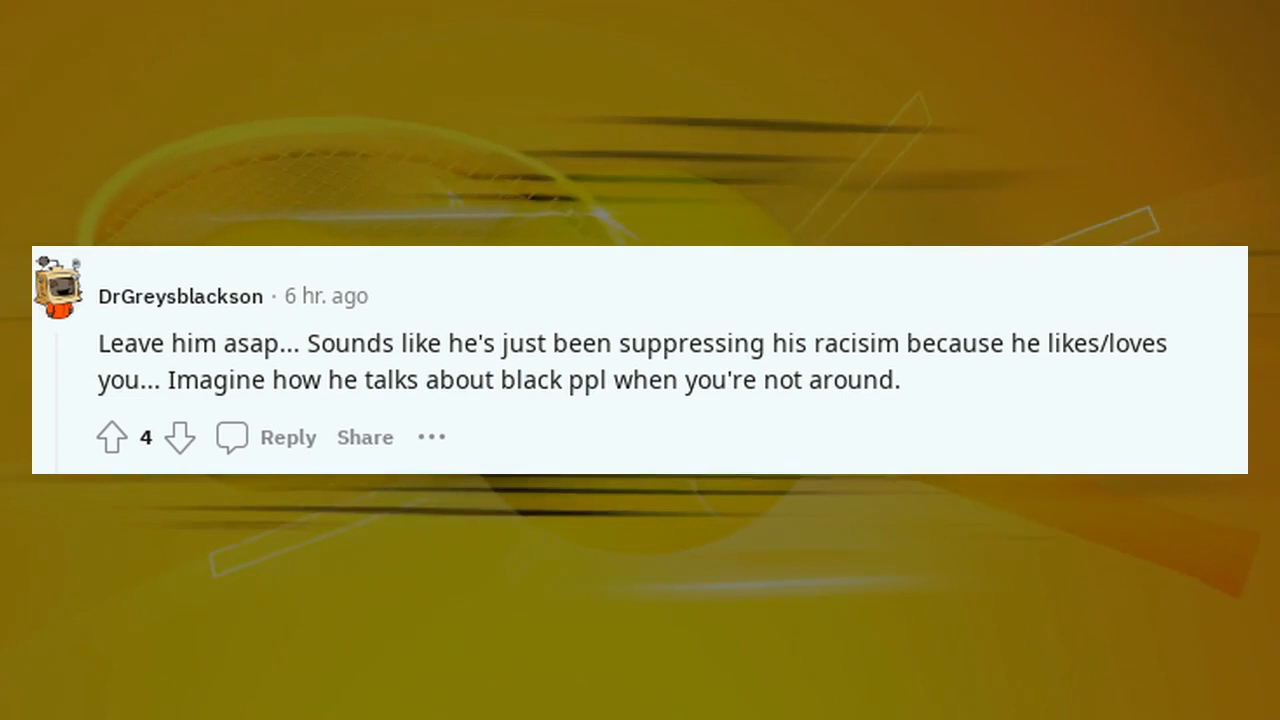 DrGreysblackson · 6 hr. ago
Leave him asap... Sounds like he's just been suppressing his racisim because he likes/loves
you... Imagine how he talks about black ppl when you're not around.
4 Reply Share ···